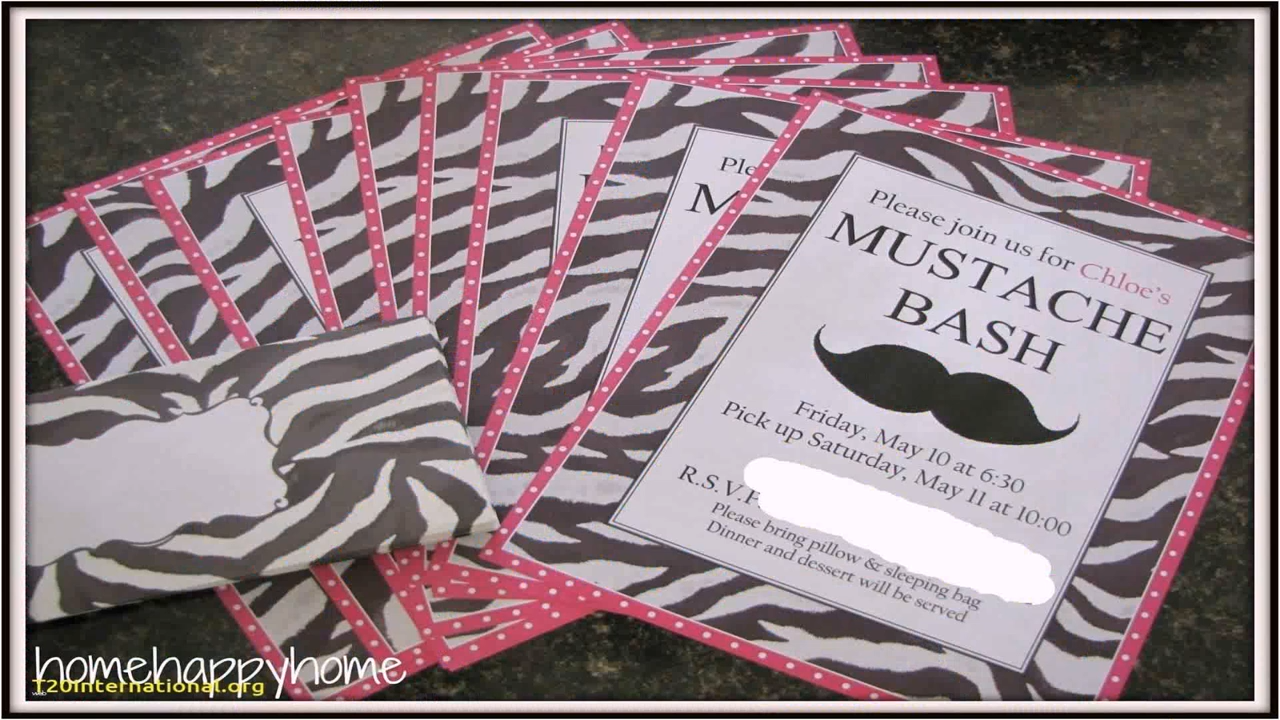 Please join us for Chloe's
MUSTACHE
BASH
Friday, May 10 at 6:30
Pick up Saturday, May 11 at 10:00
R.S.V.P
Please bring pillow & sleeping bag
Dinner and dessert will be served
Ple
M
homehappyhome
T20international.org